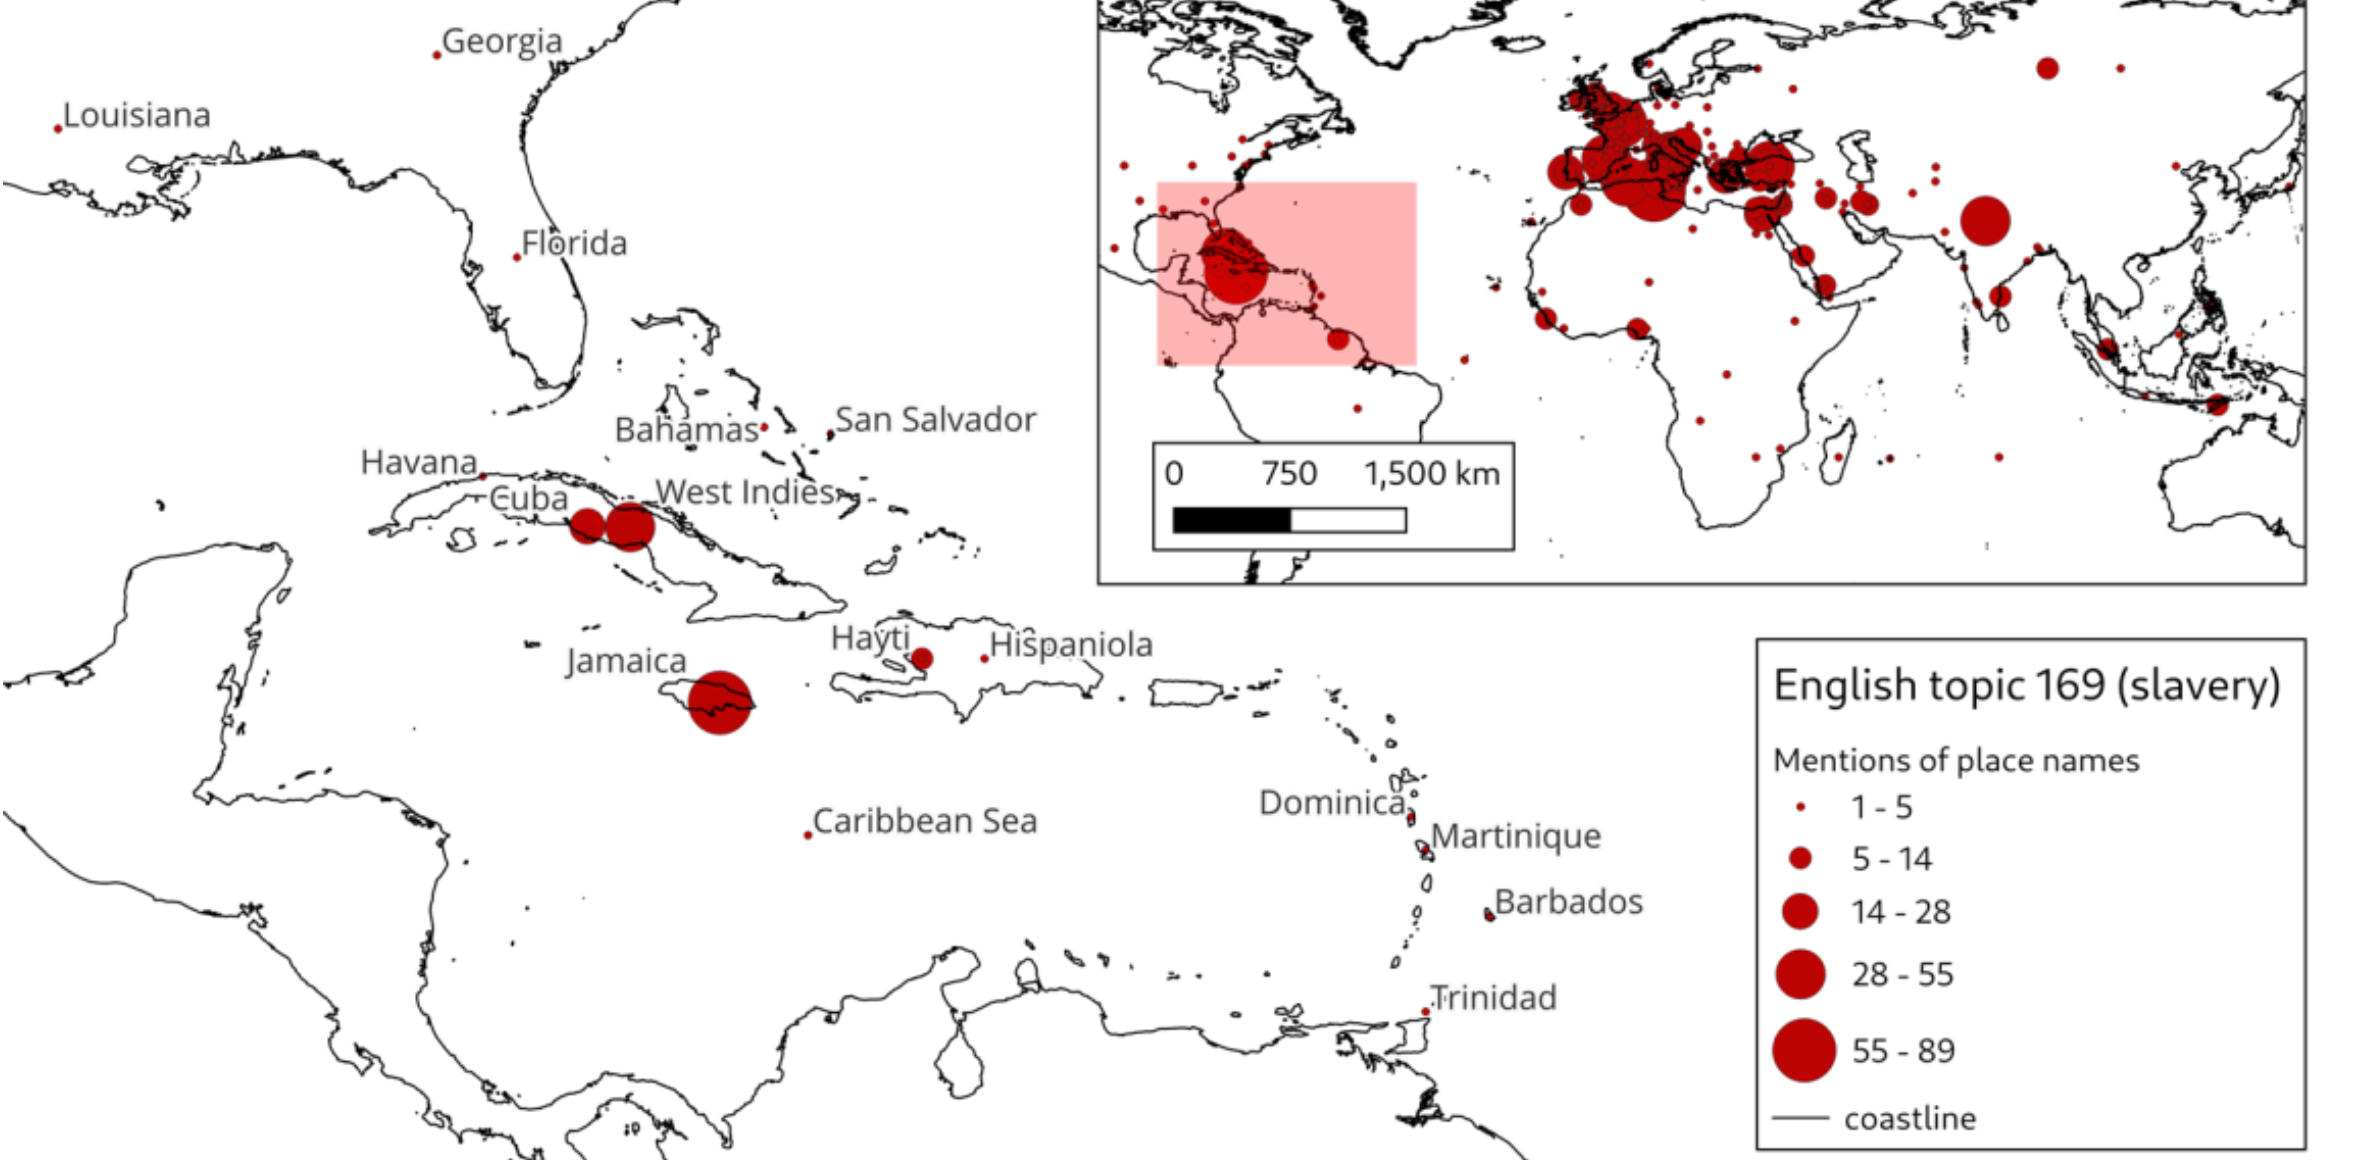 Georgia
Louisiana
Florida
Bahamas
San Salvador
Havana
Cuba
West Indies
Jamaica
Hayti
Hispaniola
Caribbean Sea
Dominica
Martinique
Barbados
Trinidad
0 750 1,500 km
English topic 169 (slavery)
Mentions of place names
1 - 5
5 - 14
14 - 28
28 - 55
55 - 89
coastline